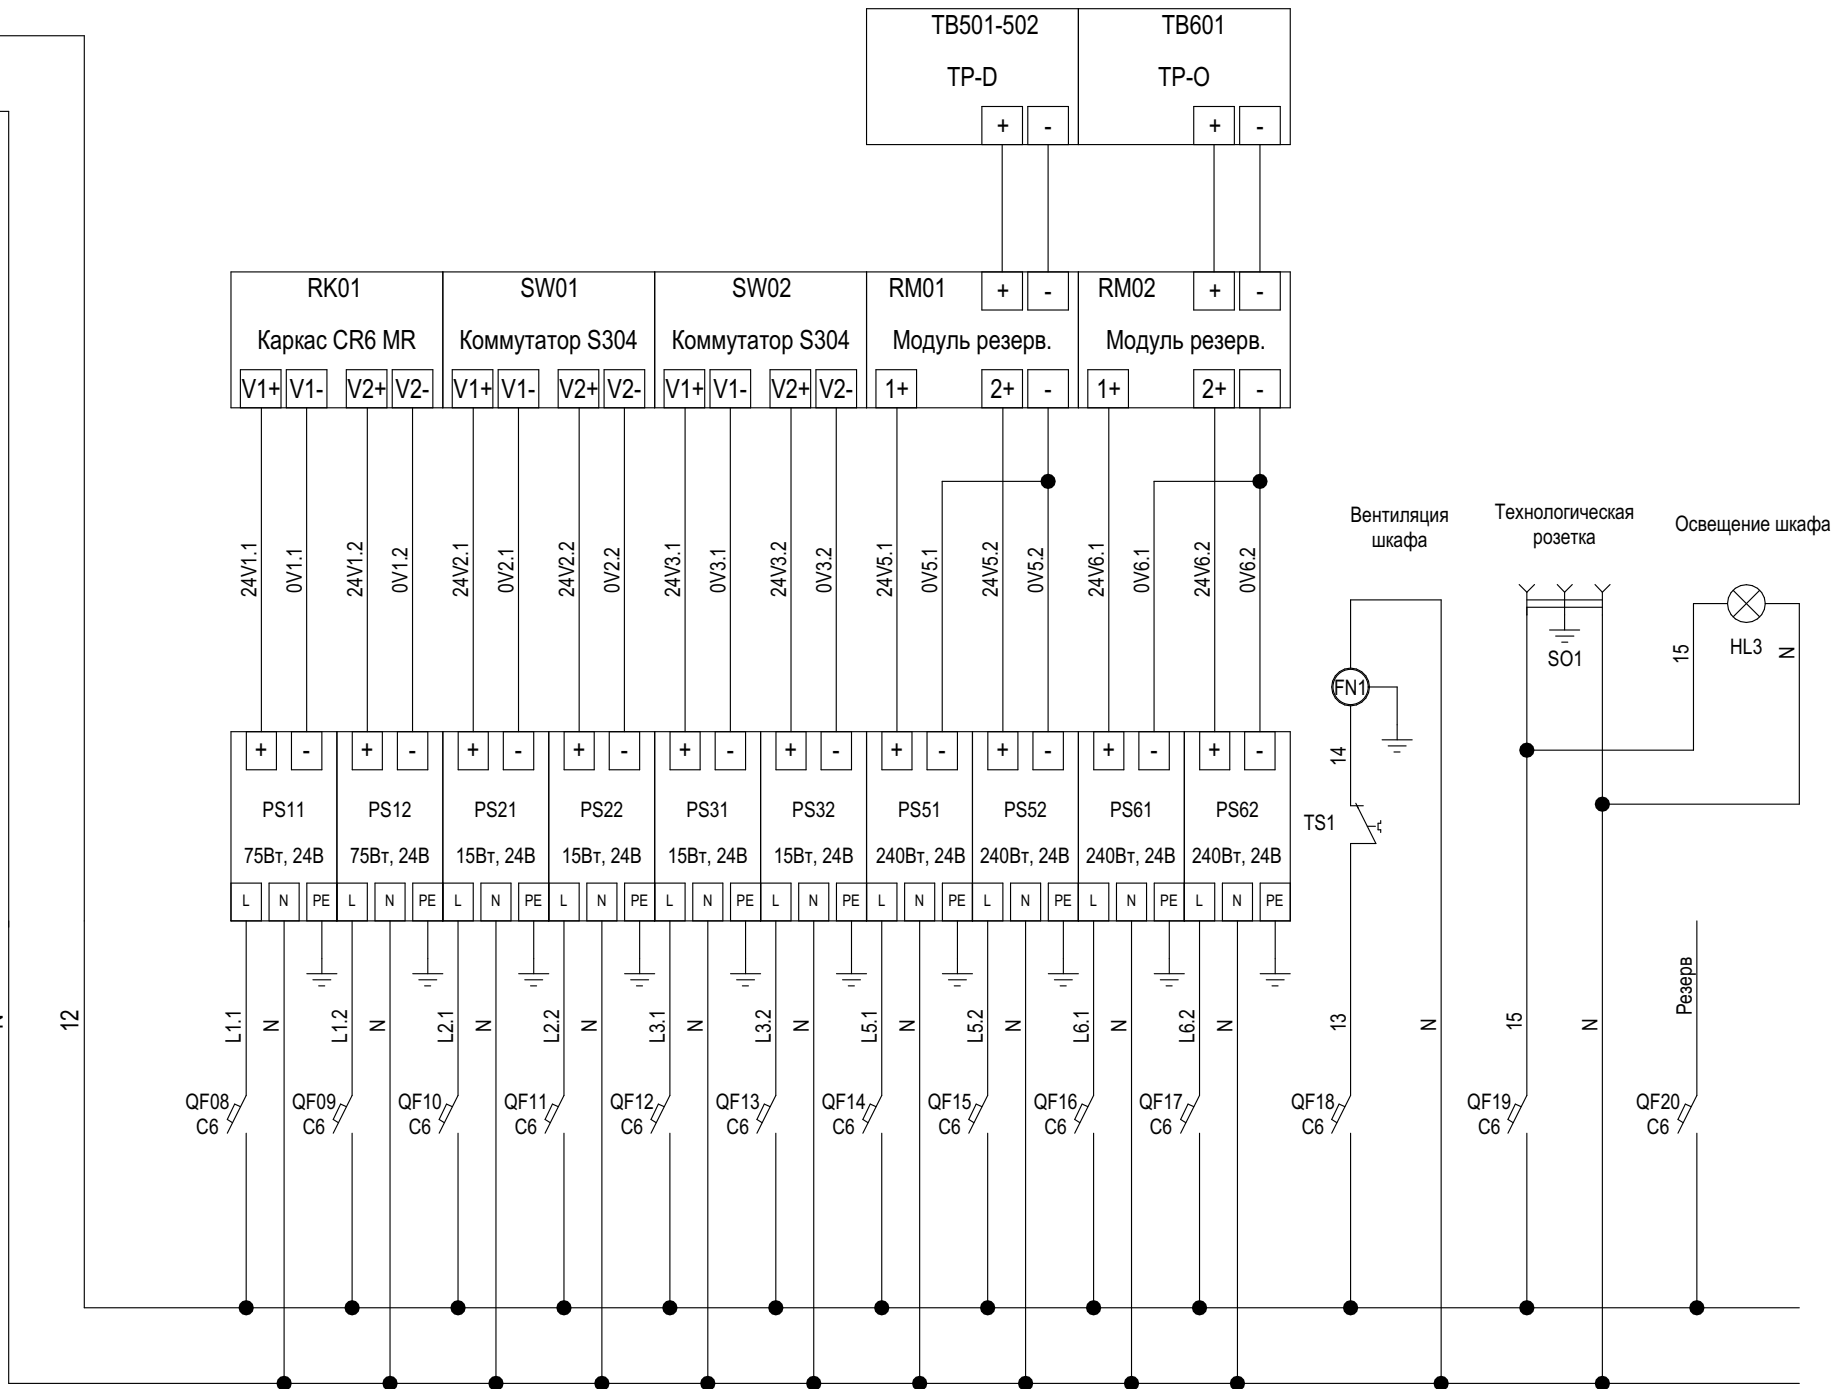 TB501-502 TB601
TP-D TP-O
+ - + -
RK01 SW01 SW02 RM01 + - RM02 + -
Каркас CR6 MR Коммутатор S304 Коммутатор S304 Модуль резерв. Модуль резерв.
V1+ V1- V2+ V2- V1+ V1- V2+ V2- V1+ V1- V2+ V2- 1+ 2+ - 1+ 2+ -
Вентиляция
шкафа
Технологическая
розетка
Освещение шкафа
24V1.1 0V1.1 24V1.2 0V1.2 24V2.1 0V2.1 24V2.2 0V2.2 24V3.1 0V3.1 24V3.2 0V3.2 24V5.1 0V5.1 24V5.2 0V5.2 24V6.1 0V6.1 24V6.2 0V6.2
SO1 15 HL3 N
FN1
14
+ - + - + - + - + - + - + - + - + - + -
PS11 PS12 PS21 PS22 PS31 PS32 PS51 PS52 PS61 PS62
TS1
75Вт, 24В 75Вт, 24В 15Вт, 24В 15Вт, 24В 15Вт, 24В 15Вт, 24В 240Вт, 24В 240Вт, 24В 240Вт, 24В 240Вт, 24В
L N PE L N PE L N PE L N PE L N PE L N PE L N PE L N PE L N PE L N PE
Резерв
N 12 L1.1 N L1.2 N L2.1 N L2.2 N L3.1 N L3.2 N L5.1 N L5.2 N L6.1 N L6.2 N 13 N 15 N
QF08 QF09 QF10 QF11 QF12 QF13 QF14 QF15 QF16 QF17 QF18 QF19 QF20
C6 C6 C6 C6 C6 C6 C6 C6 C6 C6 C6 C6 C6